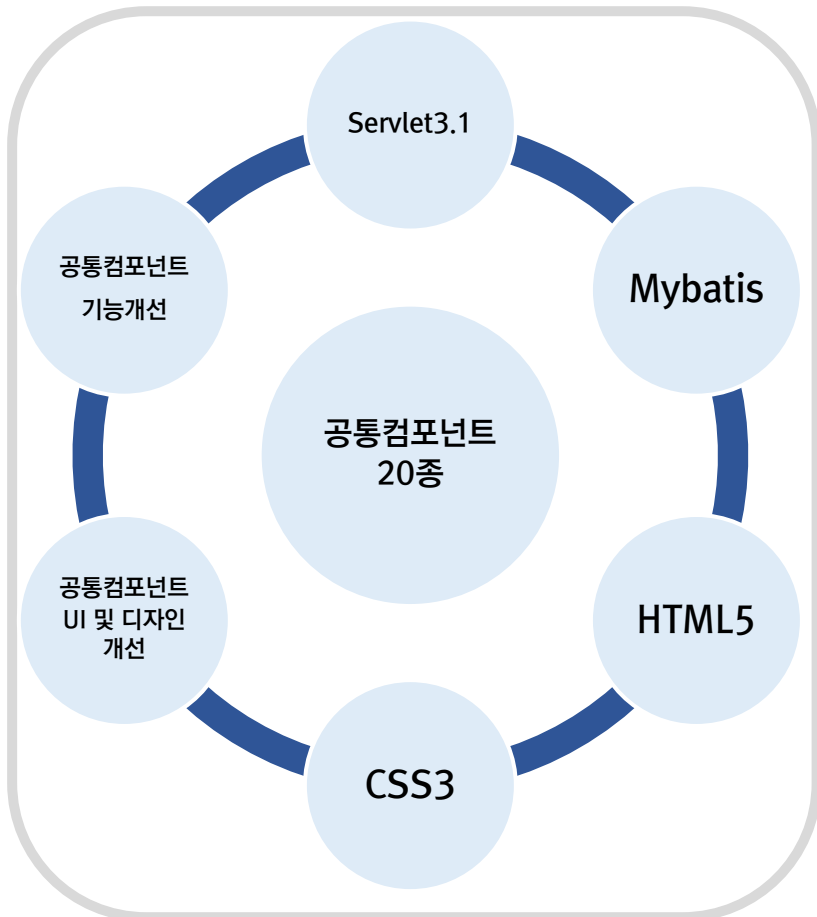 Servlet3.1
공통컴포넌트
기능개선
Mybatis
공통컴포넌트
20종
공통컴포넌트
UI 및 디자인
개선
HTML5
CSS3